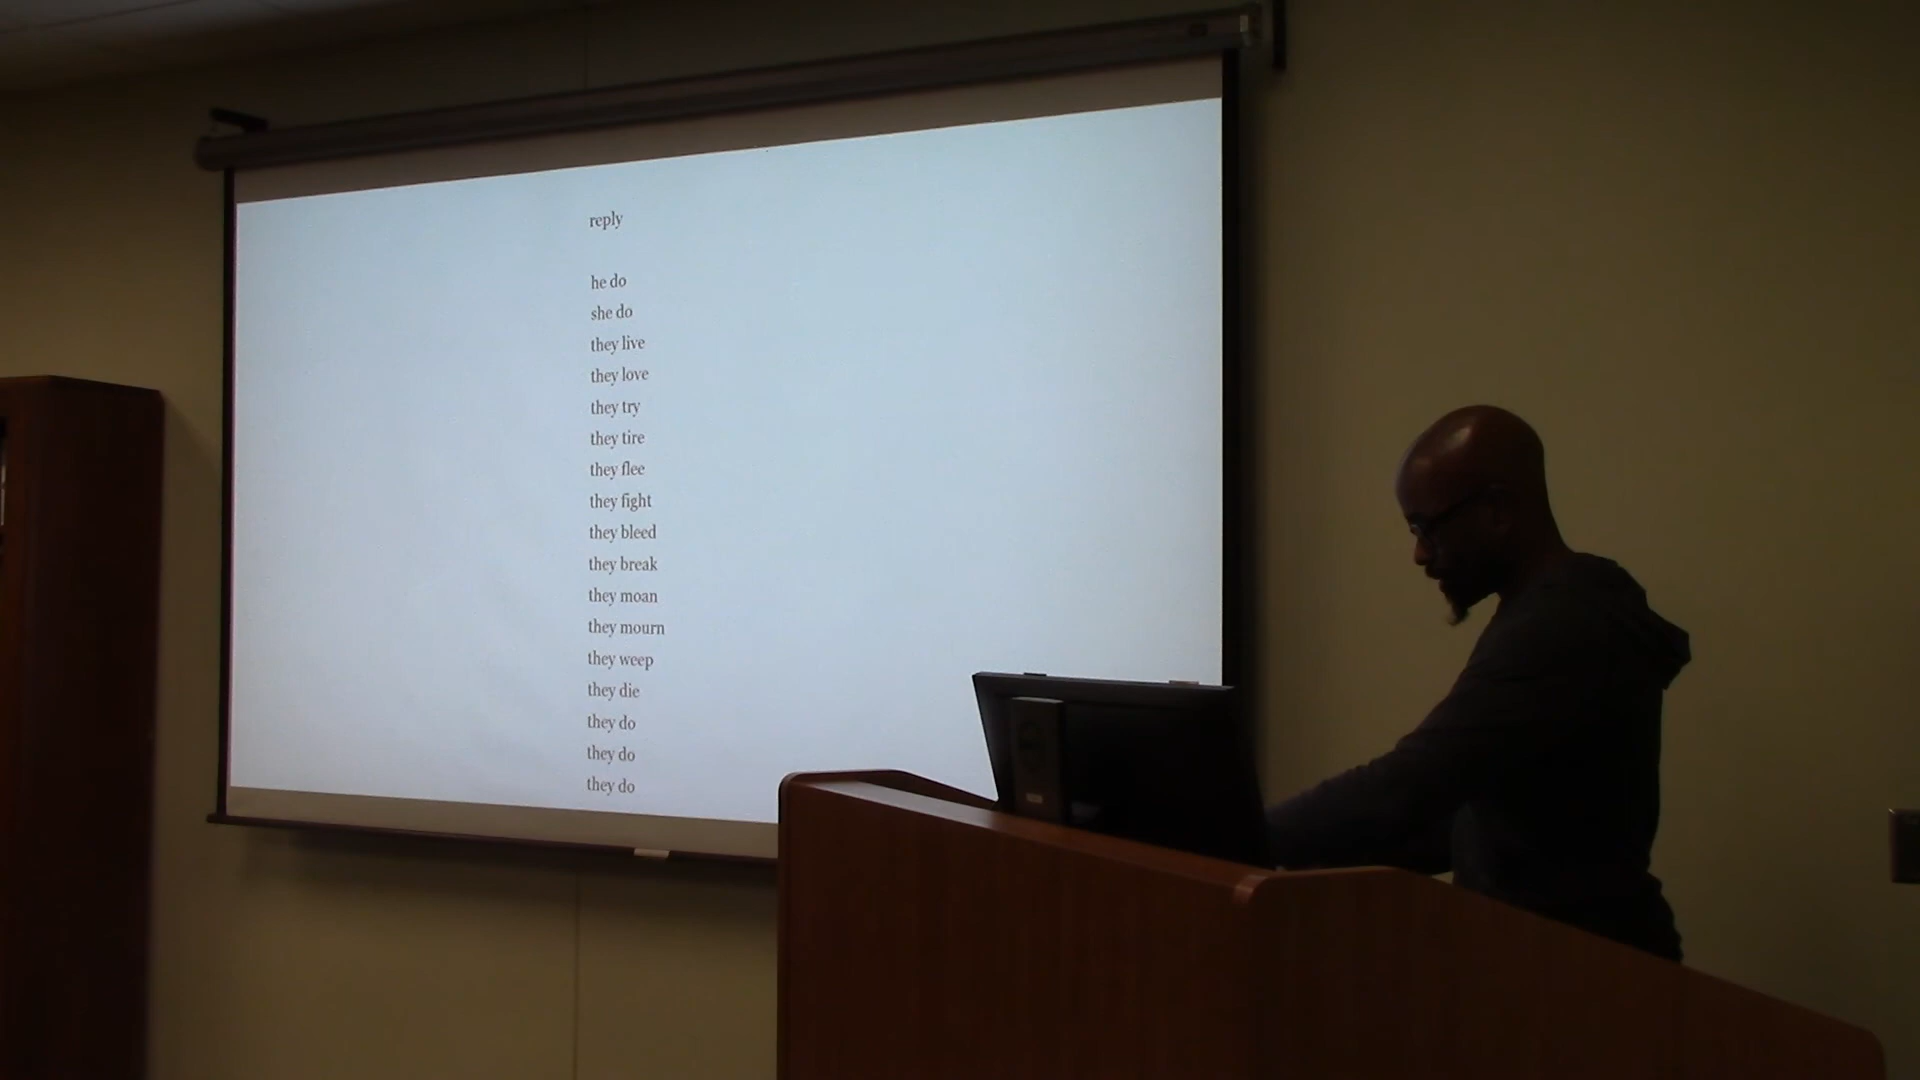 reply
he do
she do
they live
they love
they try
they tire
they flee
they fight
they bleed
they break
they moan
they mourn
they weep
they die
they do
they do
they do